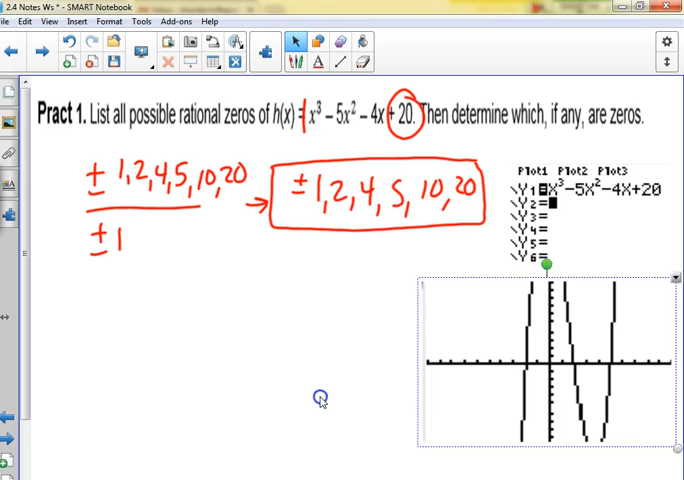 2.4 Notes Ws * - SMART Notebook
Edit View Insert Format Tools Add-ons Help
Pract 1. List all possible rational zeros of h(x) = 1x³ − 5x² − 4x + 20. Then determine which, if any, are zeros.
± 1,2,4,5,10,20
± 1
± 1, 2, 4, 5, 10, 20
Plot1 Plot2 Plot3
\Y1=X³−5X²−4X+20
\Y2=
\Y3=
\Y4=
\Y5=
\Y6=